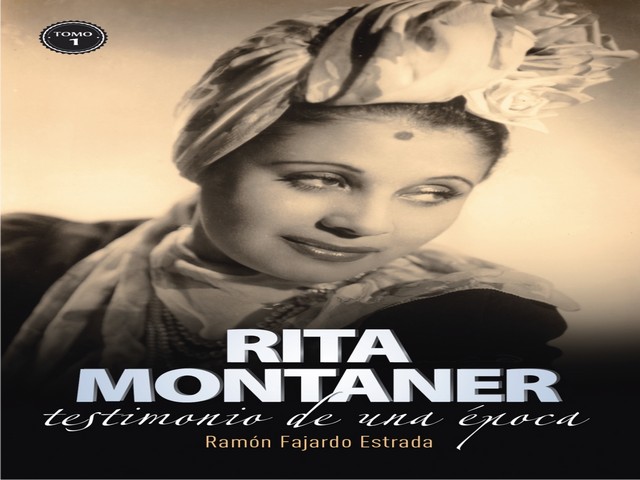 TOMO
1
RITA
MONTANER
testimonio de una época
Ramón Fajardo Estrada